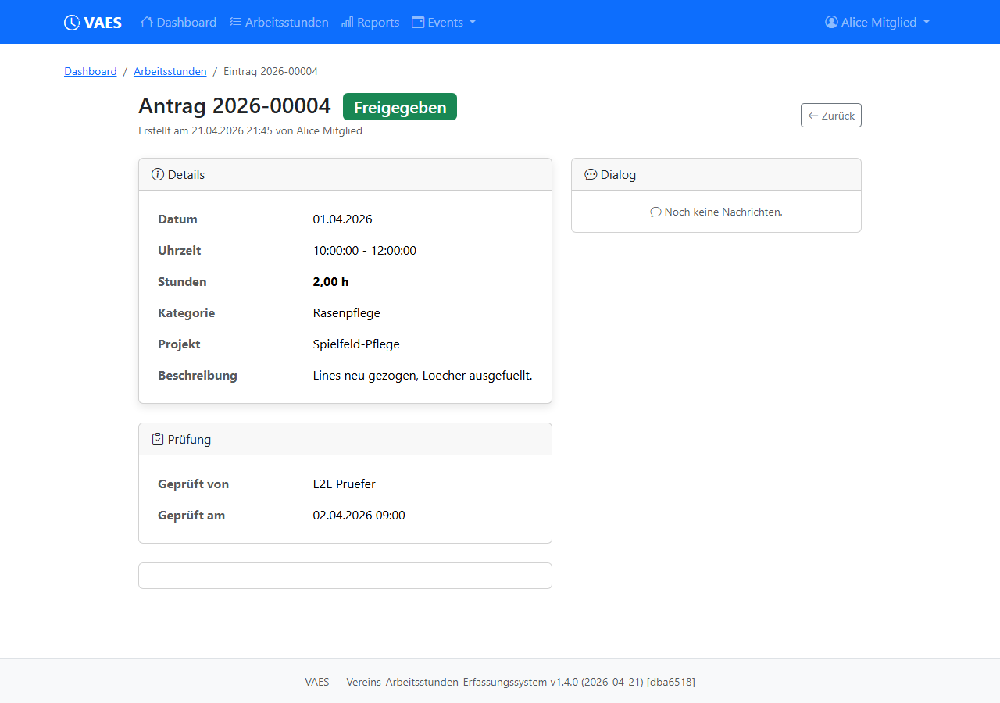 VAES Dashboard Arbeitsstunden Reports Events Alice Mitglied
Dashboard / Arbeitsstunden / Eintrag 2026-00004
Antrag 2026-00004 Freigegeben
Erstellt am 21.04.2026 21:45 von Alice Mitglied
← Zurück
Details
Datum 01.04.2026
Uhrzeit 10:00:00 - 12:00:00
Stunden 2,00 h
Kategorie Rasenpflege
Projekt Spielfeld-Pflege
Beschreibung Lines neu gezogen, Loecher ausgefuellt.
Prüfung
Geprüft von E2E Pruefer
Geprüft am 02.04.2026 09:00
Dialog
Noch keine Nachrichten.
VAES — Vereins-Arbeitsstunden-Erfassungssystem v1.4.0 (2026-04-21) [dba6518]